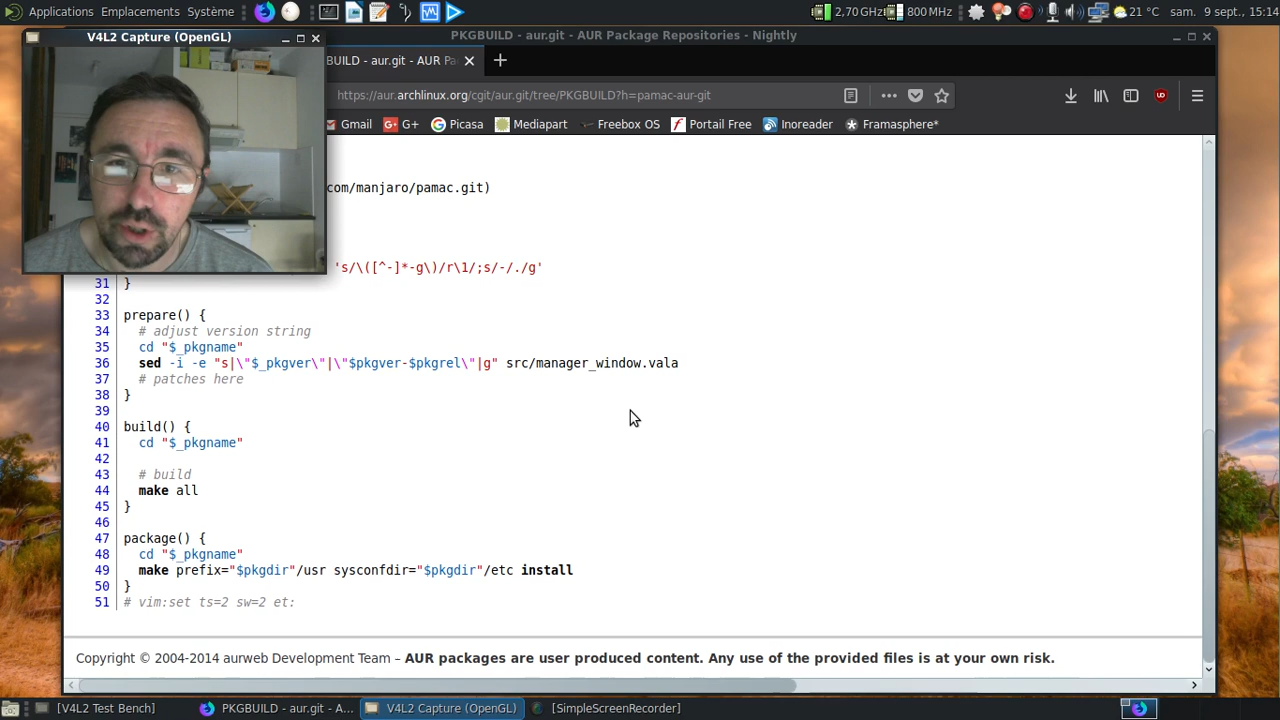 Applications Emplacements Système
2,70 GHz 800 MHz 21 °C sam. 9 sept., 15:14
V4L2 Capture (OpenGL)
PKGBUILD - aur.git - AUR Package Repositories - Nightly
BUILD - aur.git - AUR Pa
https://aur.archlinux.org/cgit/aur.git/tree/PKGBUILD?h=pamac-aur-git
Gmail G+ G+ Picasa Mediapart Freebox OS Portail Free Inoreader Framasphere*
com/manjaro/pamac.git)
's/\([^-]*-g\)/r\1/;s/-/./g'
31 }
32
33 prepare() {
34 # adjust version string
35 cd "$_pkgname"
36 sed -i -e "s|\"$_pkgver\"|\"$pkgver-$pkgrel\"|g" src/manager_window.vala
37 # patches here
38 }
39
40 build() {
41 cd "$_pkgname"
42
43 # build
44 make all
45 }
46
47 package() {
48 cd "$_pkgname"
49 make prefix="$pkgdir"/usr sysconfdir="$pkgdir"/etc install
50 }
51 # vim:set ts=2 sw=2 et:
Copyright © 2004-2014 aurweb Development Team – AUR packages are user produced content. Any use of the provided files is at your own risk.
[V4L2 Test Bench] PKGBUILD - aur.git - A... V4L2 Capture (OpenGL) [SimpleScreenRecorder]